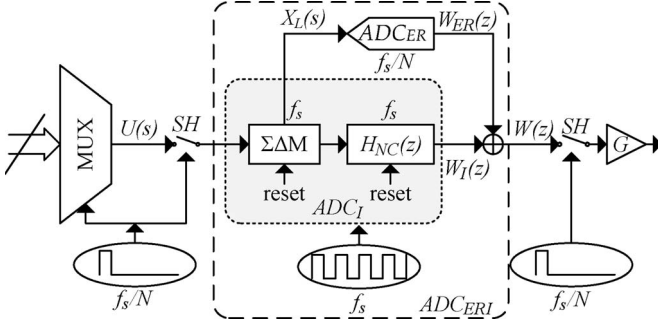 X_L(s)
ADC_ER
W_ER(z)
f_s/N
MUX
U(s)
SH
f_s
ΣΔM
reset
f_s
H_NC(z)
reset
ADC_I
W_I(z)
W(z)
SH
G
f_s/N
f_s
ADC_ERI
f_s/N